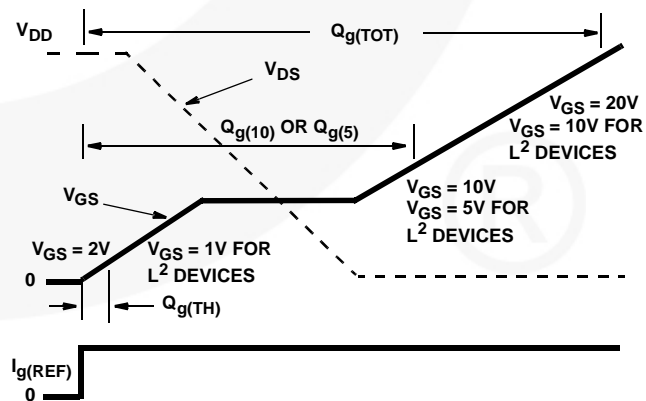 V_DD
Q_g(TOT)
V_DS
V_GS = 20V
V_GS = 10V FOR
L² DEVICES
Q_g(10) OR Q_g(5)
V_GS
V_GS = 10V
V_GS = 5V FOR
L² DEVICES
V_GS = 2V
V_GS = 1V FOR
L² DEVICES
0
Q_g(TH)
I_g(REF)
0
®